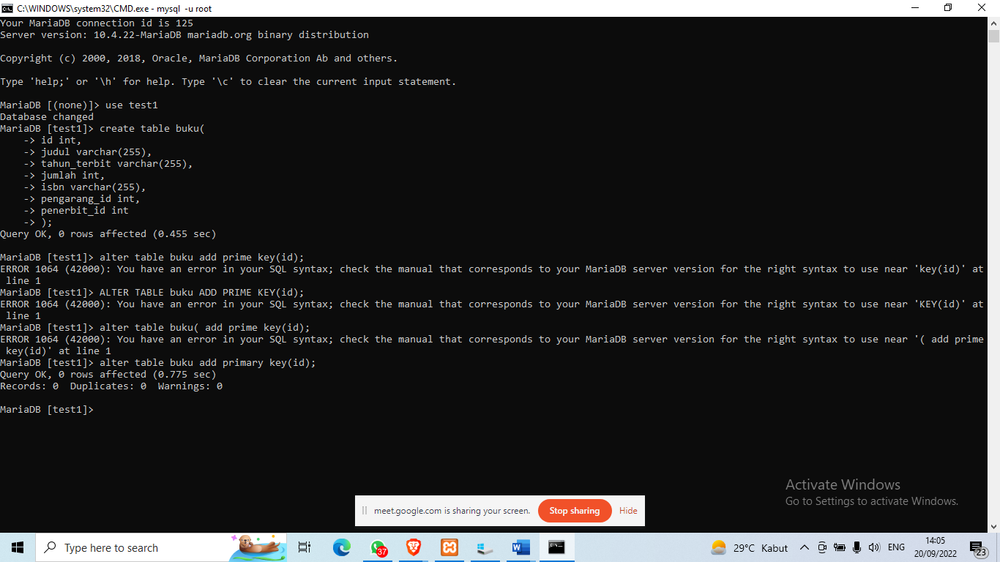 C:\WINDOWS\system32\CMD.exe - mysql  -u root
Your MariaDB connection id is 125
Server version: 10.4.22-MariaDB mariadb.org binary distribution
Copyright (c) 2000, 2018, Oracle, MariaDB Corporation Ab and others.
Type 'help;' or '\h' for help. Type '\c' to clear the current input statement.
MariaDB [(none)]> use test1
Database changed
MariaDB [test1]> create table buku(
    -> id int,
    -> judul varchar(255),
    -> tahun_terbit varchar(255),
    -> jumlah int,
    -> isbn varchar(255),
    -> pengarang_id int,
    -> penerbit_id int
    -> );
Query OK, 0 rows affected (0.455 sec)
MariaDB [test1]> alter table buku add prime key(id);
ERROR 1064 (42000): You have an error in your SQL syntax; check the manual that corresponds to your MariaDB server version for the right syntax to use near 'key(id)' at
 line 1
MariaDB [test1]> ALTER TABLE buku ADD PRIME KEY(id);
ERROR 1064 (42000): You have an error in your SQL syntax; check the manual that corresponds to your MariaDB server version for the right syntax to use near 'KEY(id)' at
 line 1
MariaDB [test1]> alter table buku( add prime key(id);
ERROR 1064 (42000): You have an error in your SQL syntax; check the manual that corresponds to your MariaDB server version for the right syntax to use near '( add prime
 key(id)' at line 1
MariaDB [test1]> alter table buku add primary key(id);
Query OK, 0 rows affected (0.775 sec)
Records: 0  Duplicates: 0  Warnings: 0
MariaDB [test1]>
Activate Windows
Go to Settings to activate Windows.
meet.google.com is sharing your screen. Stop sharing Hide
Type here to search
37
29°C Kabut
ENG
14:05
20/09/2022
23